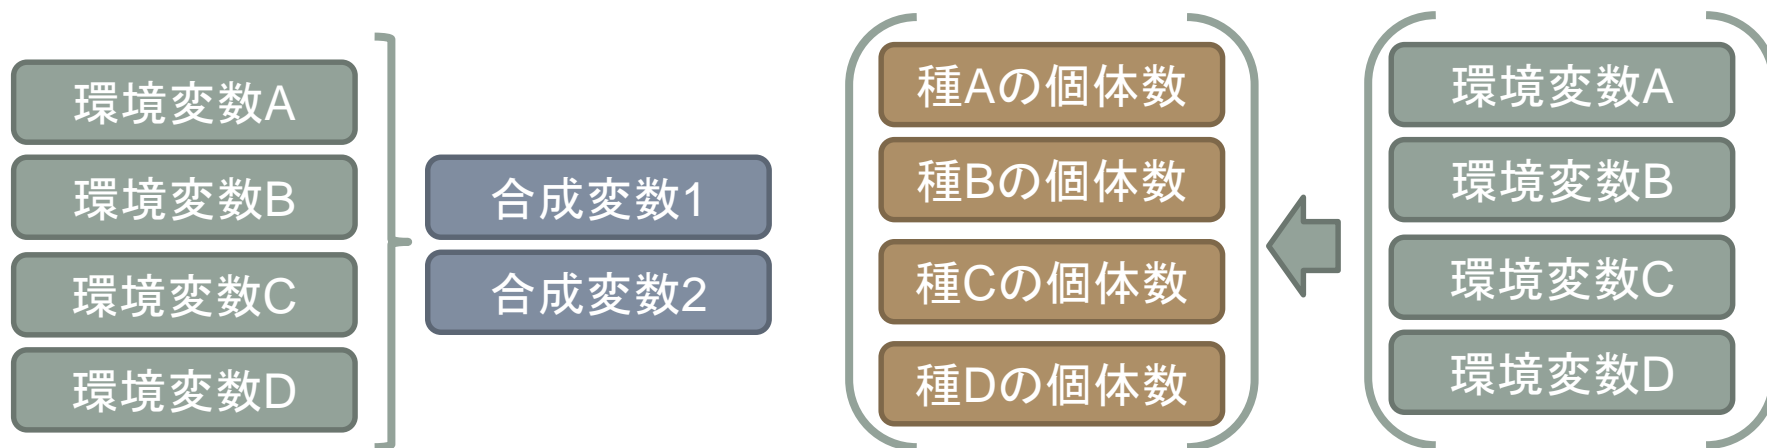 環境変数A
環境変数B
環境変数C
環境変数D
合成変数1
合成変数2
種Aの個体数
種Bの個体数
種Cの個体数
種Dの個体数
環境変数A
環境変数B
環境変数C
環境変数D